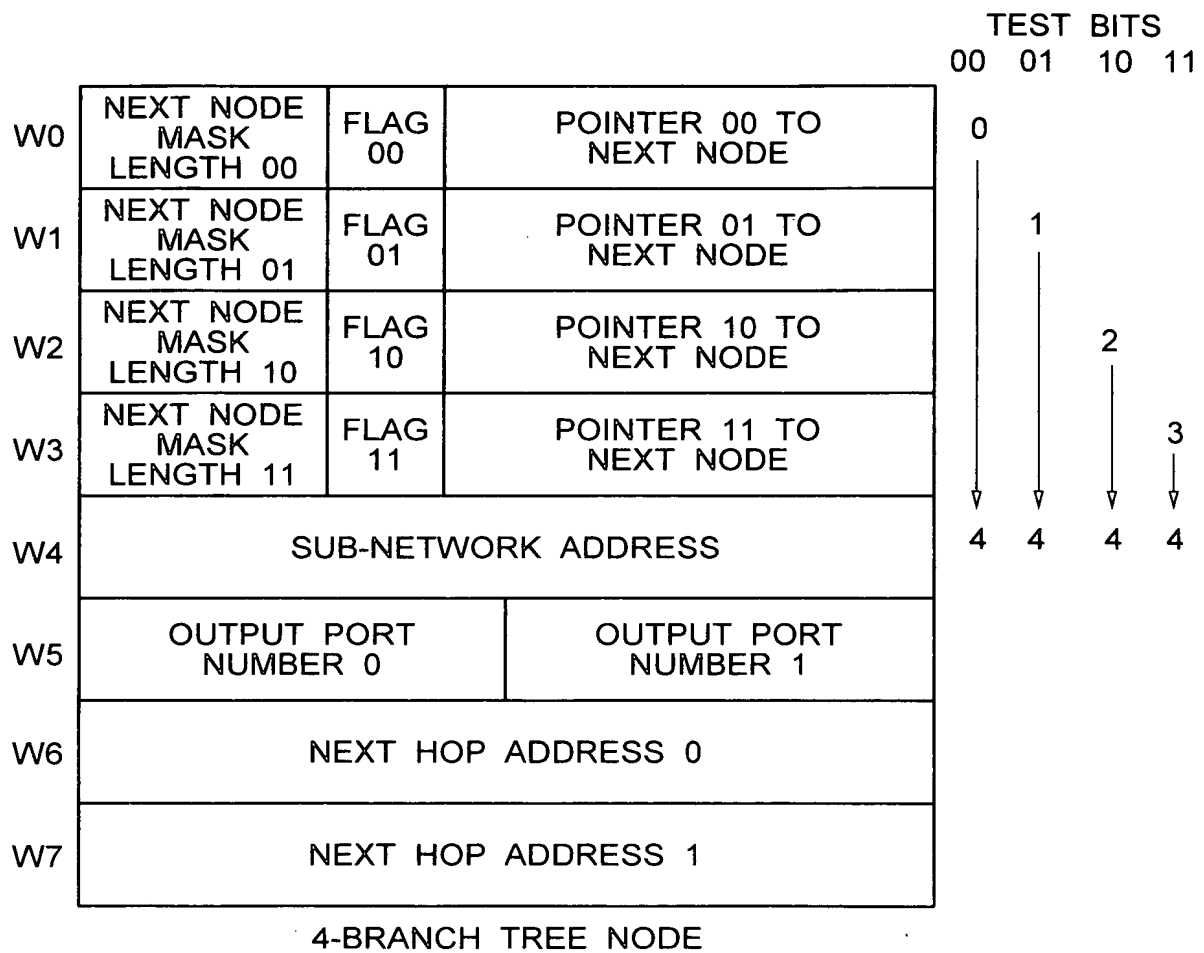 TEST BITS
00 01 10 11
W0
NEXT NODE
MASK
LENGTH 00
FLAG
00
POINTER 00 TO
NEXT NODE
0
W1
NEXT NODE
MASK
LENGTH 01
FLAG
01
POINTER 01 TO
NEXT NODE
1
W2
NEXT NODE
MASK
LENGTH 10
FLAG
10
POINTER 10 TO
NEXT NODE
2
W3
NEXT NODE
MASK
LENGTH 11
FLAG
11
POINTER 11 TO
NEXT NODE
3
W4
SUB-NETWORK ADDRESS
4 4 4 4
W5
OUTPUT PORT
NUMBER 0
OUTPUT PORT
NUMBER 1
W6
NEXT HOP ADDRESS 0
W7
NEXT HOP ADDRESS 1
4-BRANCH TREE NODE